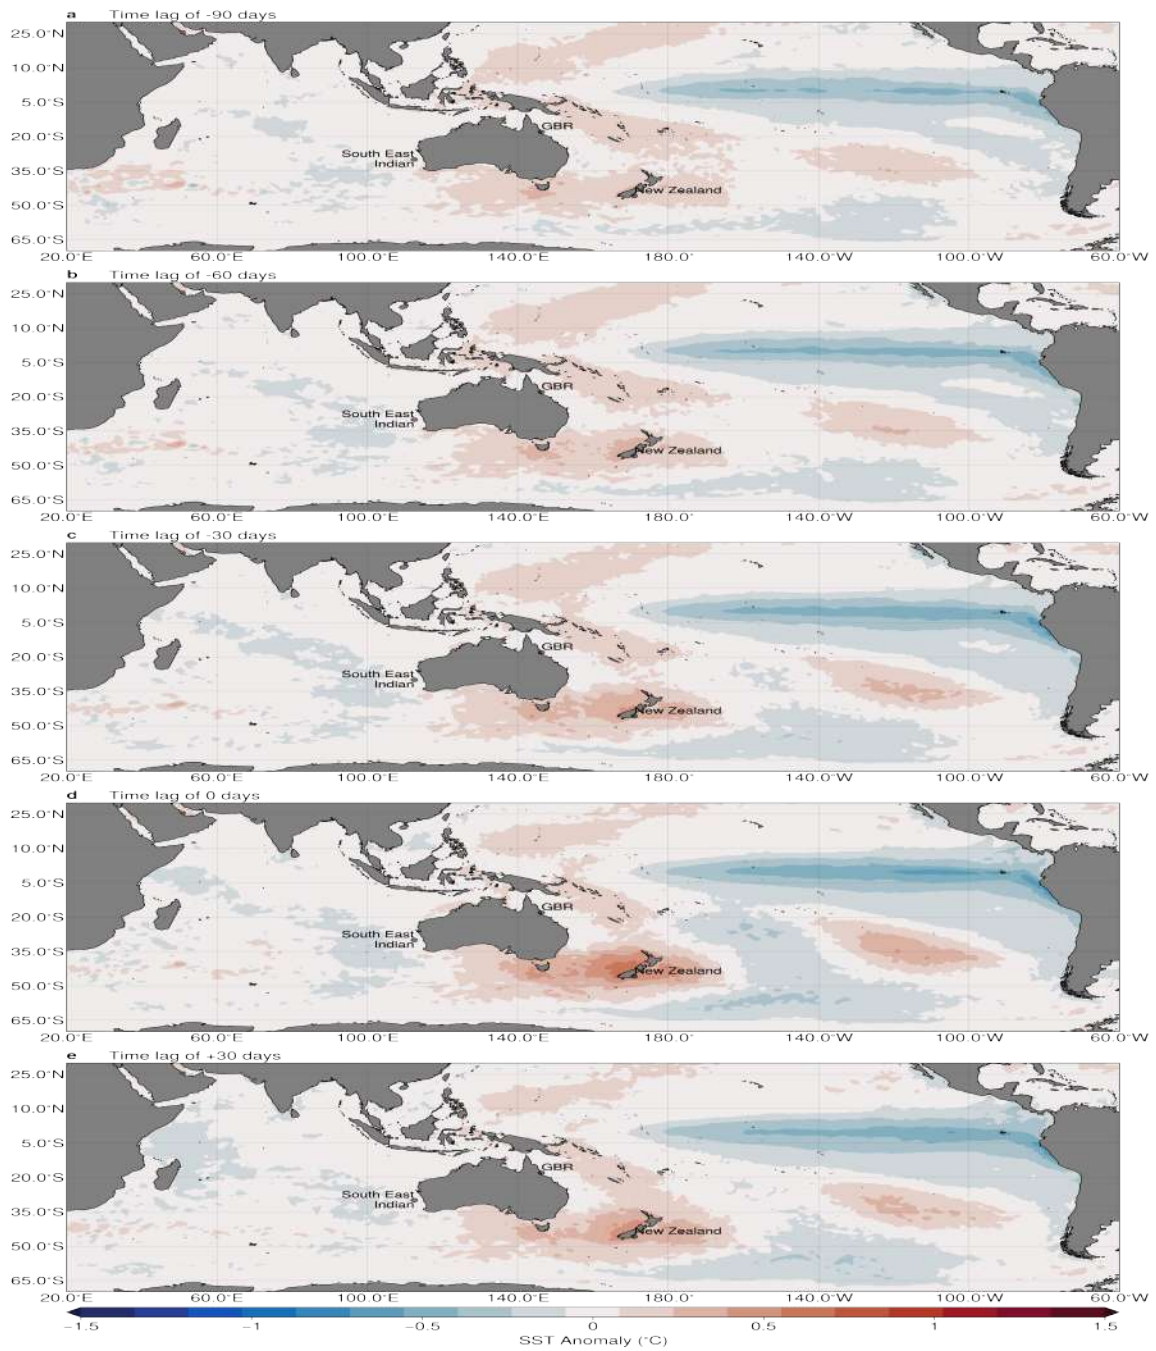 a Time lag of -90 days
25.0°N
10.0°N
5.0°S
20.0°S
35.0°S
50.0°S
65.0°S
GBR
South East
Indian
New Zealand
20.0°E 60.0°E 100.0°E 140.0°E 180.0° 140.0°W 100.0°W 60.0°W
b Time lag of -60 days
25.0°N
10.0°N
5.0°S
20.0°S
35.0°S
50.0°S
65.0°S
GBR
South East
Indian
New Zealand
20.0°E 60.0°E 100.0°E 140.0°E 180.0° 140.0°W 100.0°W 60.0°W
c Time lag of -30 days
25.0°N
10.0°N
5.0°S
20.0°S
35.0°S
50.0°S
65.0°S
GBR
South East
Indian
New Zealand
20.0°E 60.0°E 100.0°E 140.0°E 180.0° 140.0°W 100.0°W 60.0°W
d Time lag of 0 days
25.0°N
10.0°N
5.0°S
20.0°S
35.0°S
50.0°S
65.0°S
GBR
South East
Indian
New Zealand
20.0°E 60.0°E 100.0°E 140.0°E 180.0° 140.0°W 100.0°W 60.0°W
e Time lag of +30 days
25.0°N
10.0°N
5.0°S
20.0°S
35.0°S
50.0°S
65.0°S
GBR
South East
Indian
New Zealand
20.0°E 60.0°E 100.0°E 140.0°E 180.0° 140.0°W 100.0°W 60.0°W
−1.5 −1 −0.5 0 0.5 1 1.5
SST Anomaly (°C)